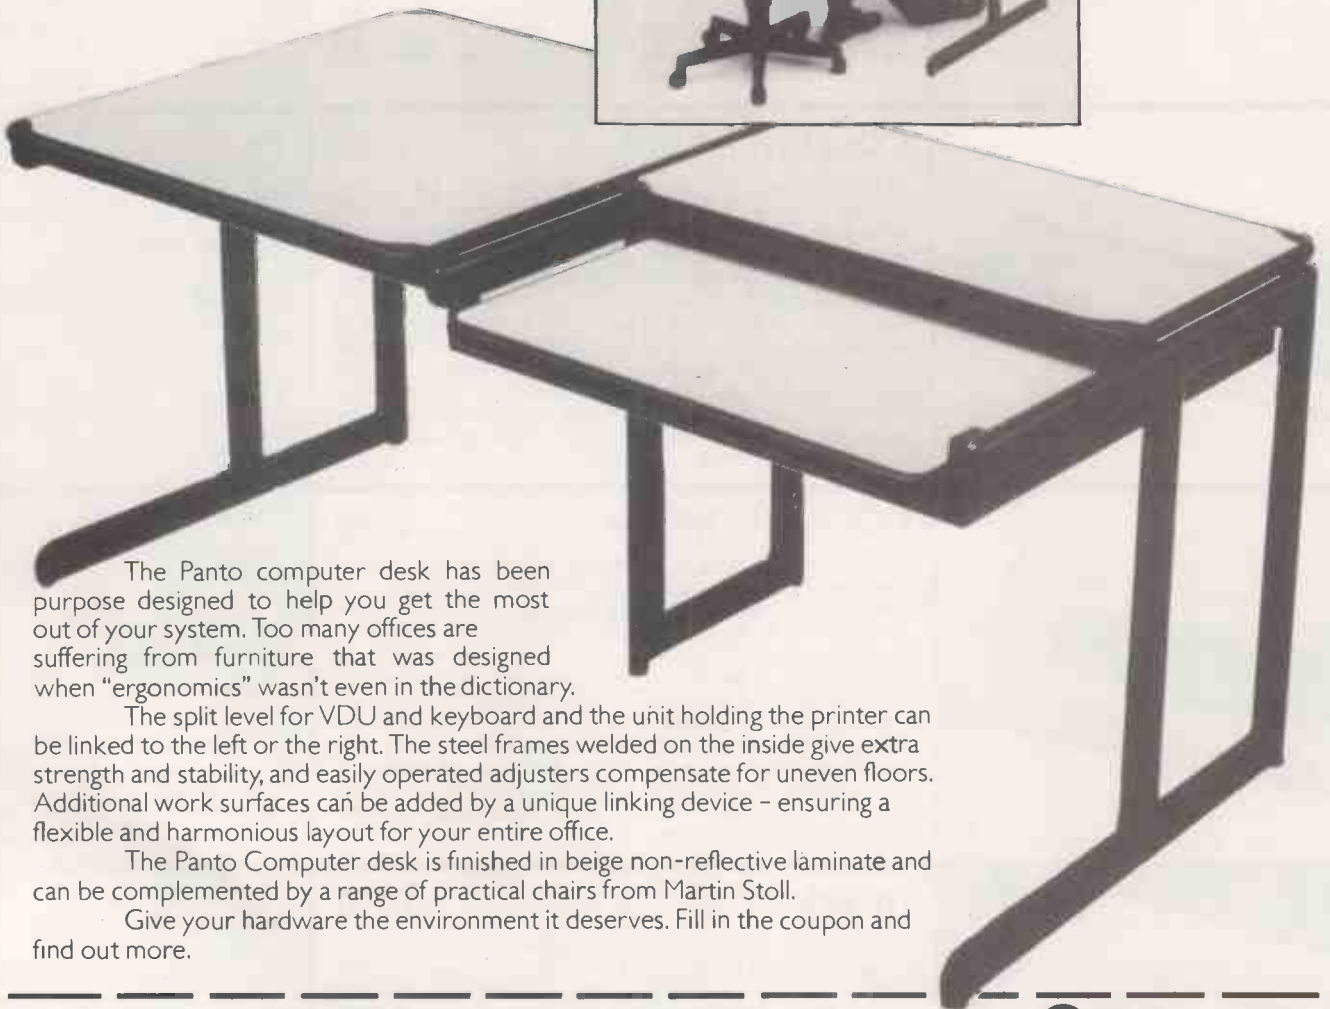 The Panto computer desk has been
purpose designed to help you get the most
out of your system. Too many offices are
suffering from furniture that was designed
when “ergonomics” wasn't even in the dictionary.
The split level for VDU and keyboard and the unit holding the printer can
be linked to the left or the right. The steel frames welded on the inside give extra
strength and stability, and easily operated adjusters compensate for uneven floors.
Additional work surfaces can be added by a unique linking device – ensuring a
flexible and harmonious layout for your entire office.
The Panto Computer desk is finished in beige non-reflective laminate and
can be complemented by a range of practical chairs from Martin Stoll.
Give your hardware the environment it deserves. Fill in the coupon and
find out more.